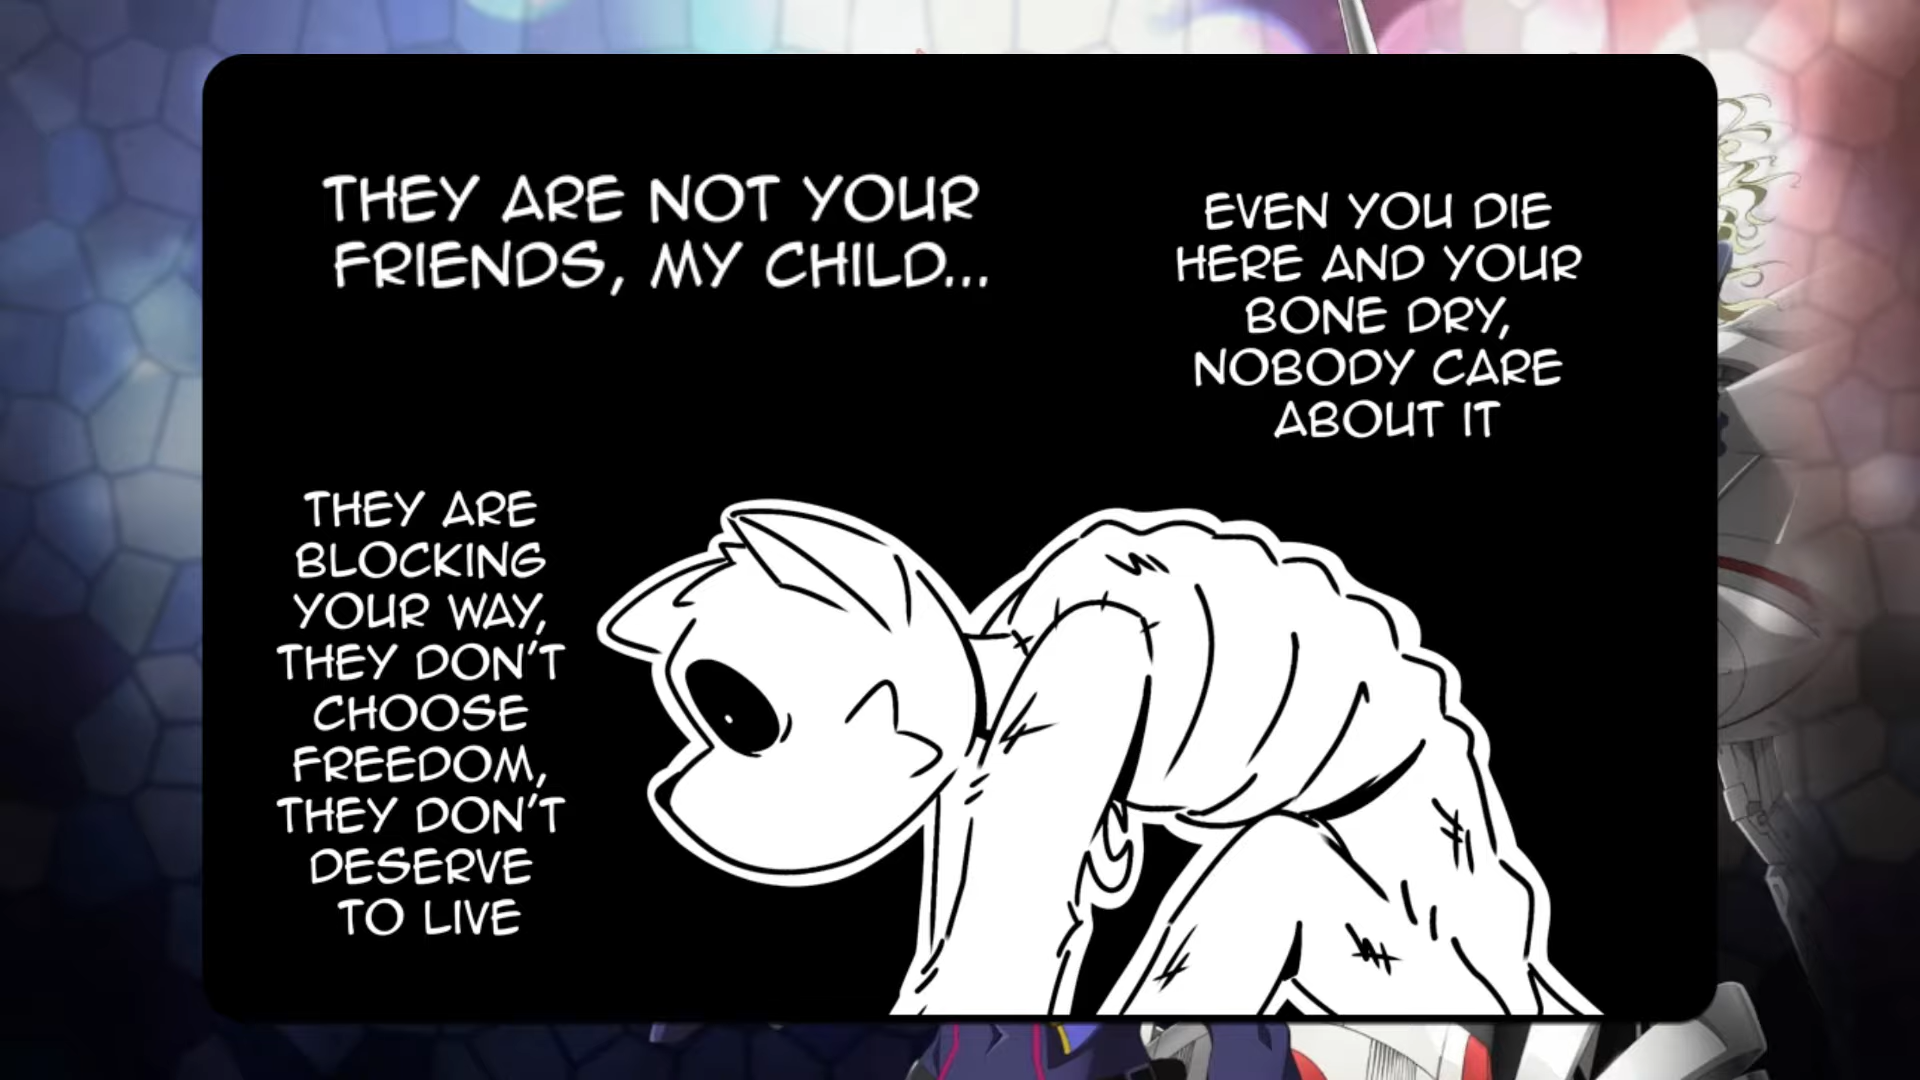 THEY ARE NOT YOUR
FRIENDS, MY CHILD...
EVEN YOU DIE
HERE AND YOUR
BONE DRY,
NOBODY CARE
ABOUT IT
THEY ARE
BLOCKING
YOUR WAY,
THEY DON'T
CHOOSE
FREEDOM,
THEY DON'T
DESERVE
TO LIVE